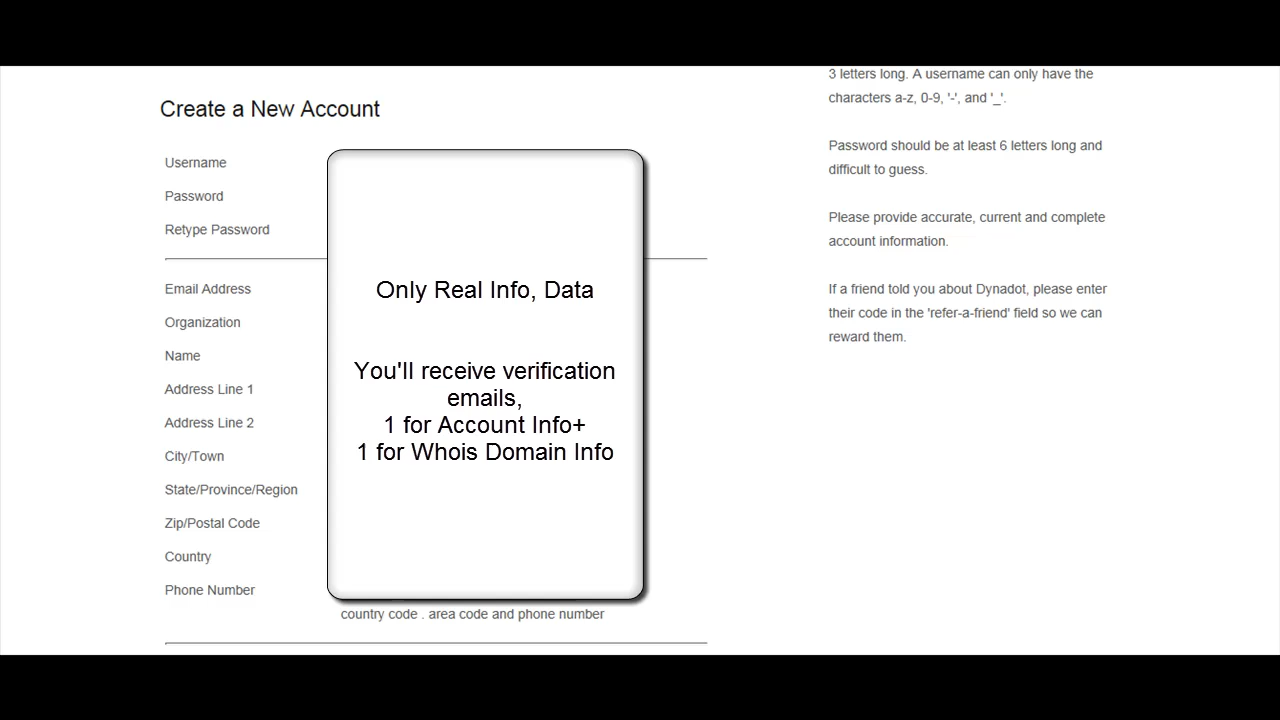 Create a New Account
Username
Password
Retype Password
Email Address
Organization
Name
Address Line 1
Address Line 2
City/Town
State/Province/Region
Zip/Postal Code
Country
Phone Number
Only Real Info, Data
You'll receive verification
emails,
1 for Account Info+
1 for Whois Domain Info
country code . area code and phone number
3 letters long. A username can only have the
characters a-z, 0-9, '-', and '_'.
Password should be at least 6 letters long and
difficult to guess.
Please provide accurate, current and complete
account information.
If a friend told you about Dynadot, please enter
their code in the 'refer-a-friend' field so we can
reward them.